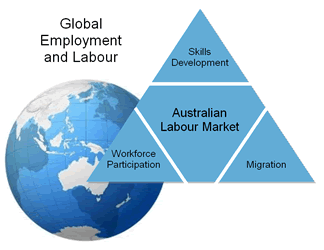 Global
Employment
and Labour
Skills
Development
Australian
Labour Market
Workforce
Participation
Migration